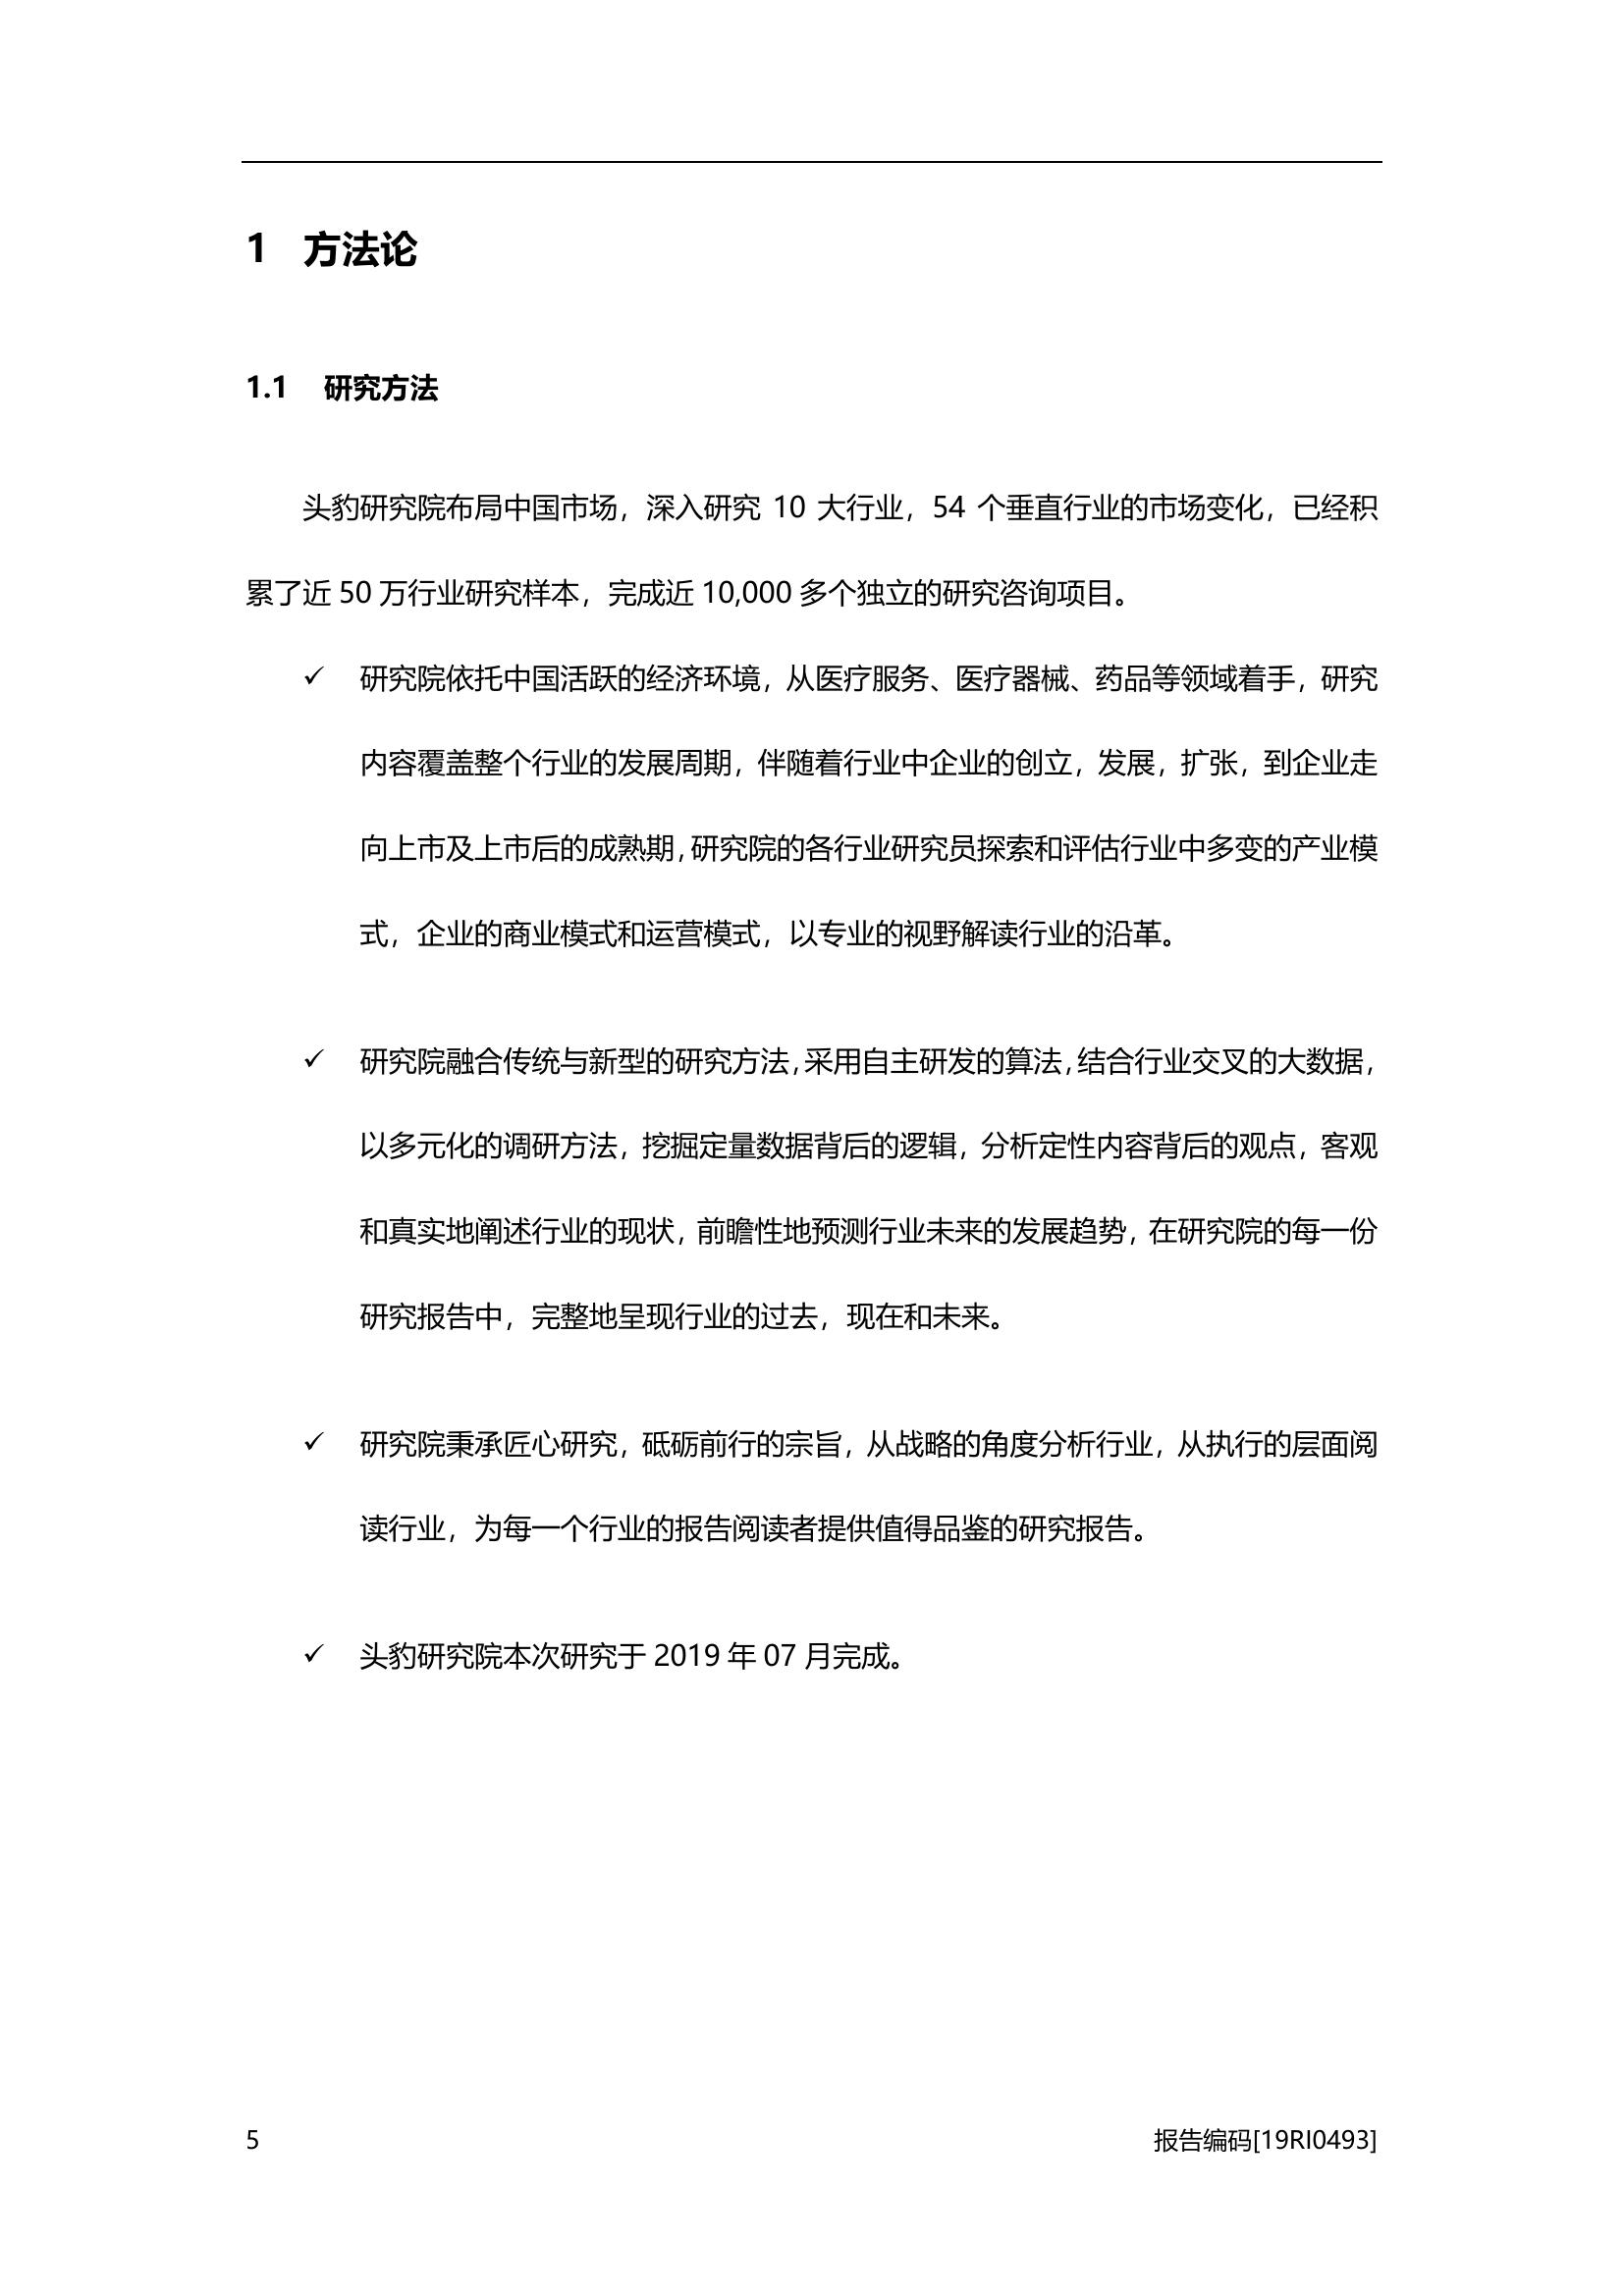 1 方法论
1.1 研究方法
头豹研究院布局中国市场，深入研究 10 大行业，54 个垂直行业的市场变化，已经积
累了近 50 万行业研究样本，完成近 10,000 多个独立的研究咨询项目。
✓ 研究院依托中国活跃的经济环境，从医疗服务、医疗器械、药品等领域着手，研究
内容覆盖整个行业的发展周期，伴随着行业中企业的创立，发展，扩张，到企业走
向上市及上市后的成熟期，研究院的各行业研究员探索和评估行业中多变的产业模
式，企业的商业模式和运营模式，以专业的视野解读行业的沿革。
✓ 研究院融合传统与新型的研究方法，采用自主研发的算法，结合行业交叉的大数据，
以多元化的调研方法，挖掘定量数据背后的逻辑，分析定性内容背后的观点，客观
和真实地阐述行业的现状，前瞻性地预测行业未来的发展趋势，在研究院的每一份
研究报告中，完整地呈现行业的过去，现在和未来。
✓ 研究院秉承匠心研究，砥砺前行的宗旨，从战略的角度分析行业，从执行的层面阅
读行业，为每一个行业的报告阅读者提供值得品鉴的研究报告。
✓ 头豹研究院本次研究于 2019 年 07 月完成。
5 报告编码[19RI0493]